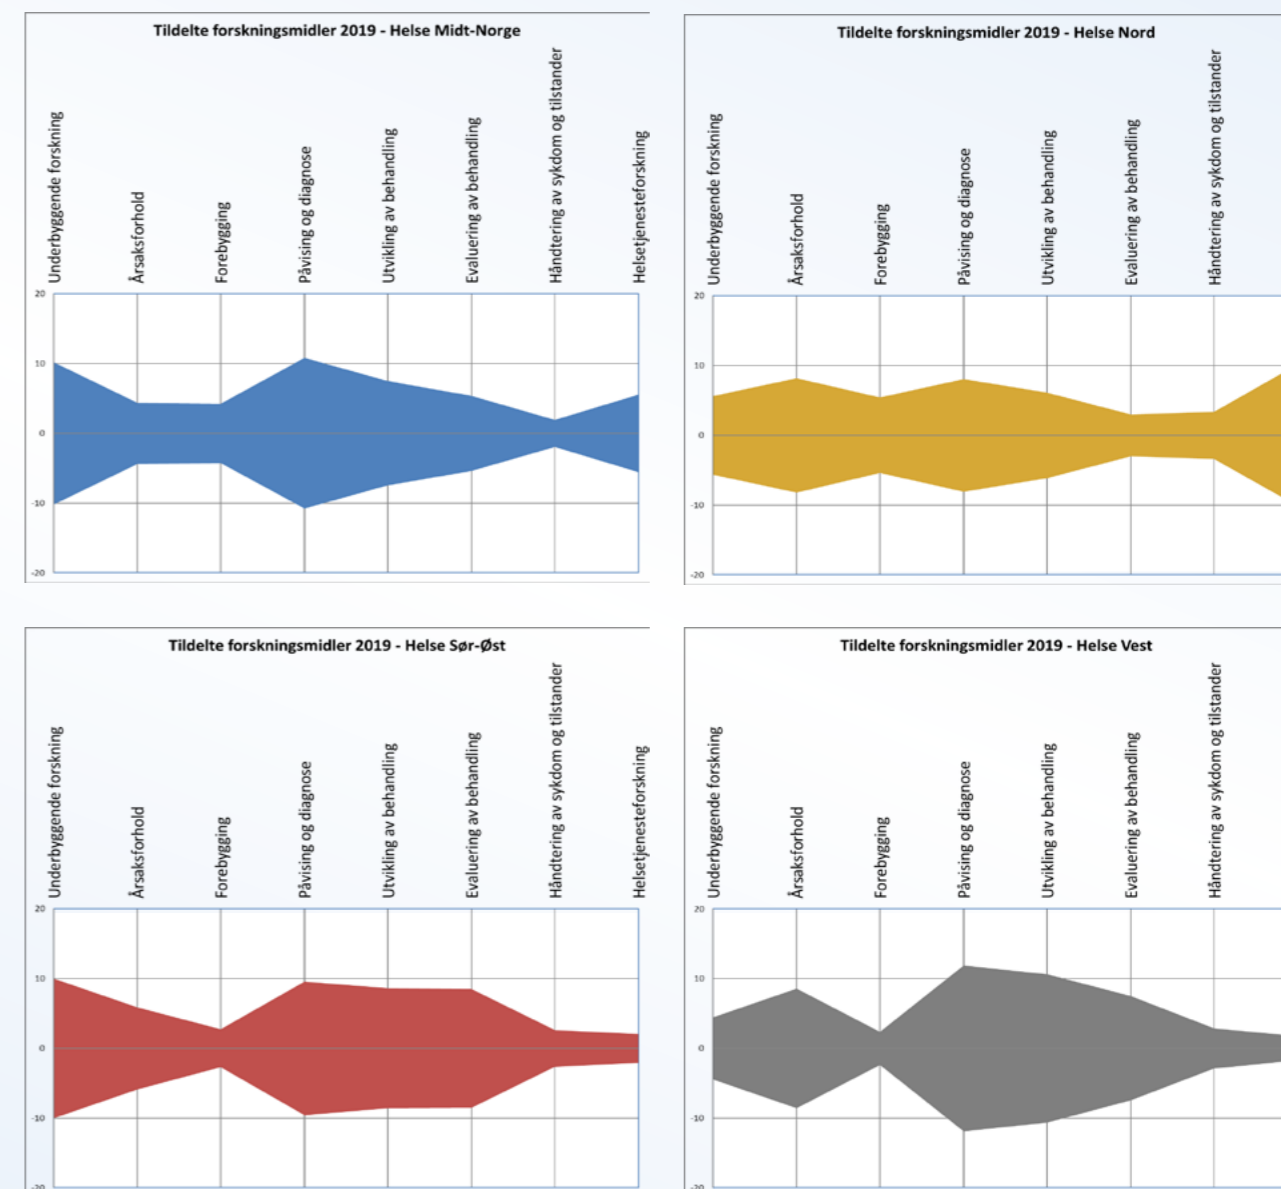 Tildelte forskningsmidler 2019 - Helse Midt-Norge
Underbyggende forskning
Årsaksforhold
Forebygging
Påvising og diagnose
Utvikling av behandling
Evaluering av behandling
Håndtering av sykdom og tilstander
Helsetjenesteforskning
20
10
0
-10
-20
Tildelte forskningsmidler 2019 - Helse Nord
Underbyggende forskning
Årsaksforhold
Forebygging
Påvising og diagnose
Utvikling av behandling
Evaluering av behandling
Håndtering av sykdom og tilstander
20
10
0
-10
-20
Tildelte forskningsmidler 2019 - Helse Sør-Øst
Underbyggende forskning
Årsaksforhold
Forebygging
Påvising og diagnose
Utvikling av behandling
Evaluering av behandling
Håndtering av sykdom og tilstander
Helsetjenesteforskning
20
10
0
-10
-20
Tildelte forskningsmidler 2019 - Helse Vest
Underbyggende forskning
Årsaksforhold
Forebygging
Påvising og diagnose
Utvikling av behandling
Evaluering av behandling
Håndtering av sykdom og tilstander
20
10
0
-10
-20